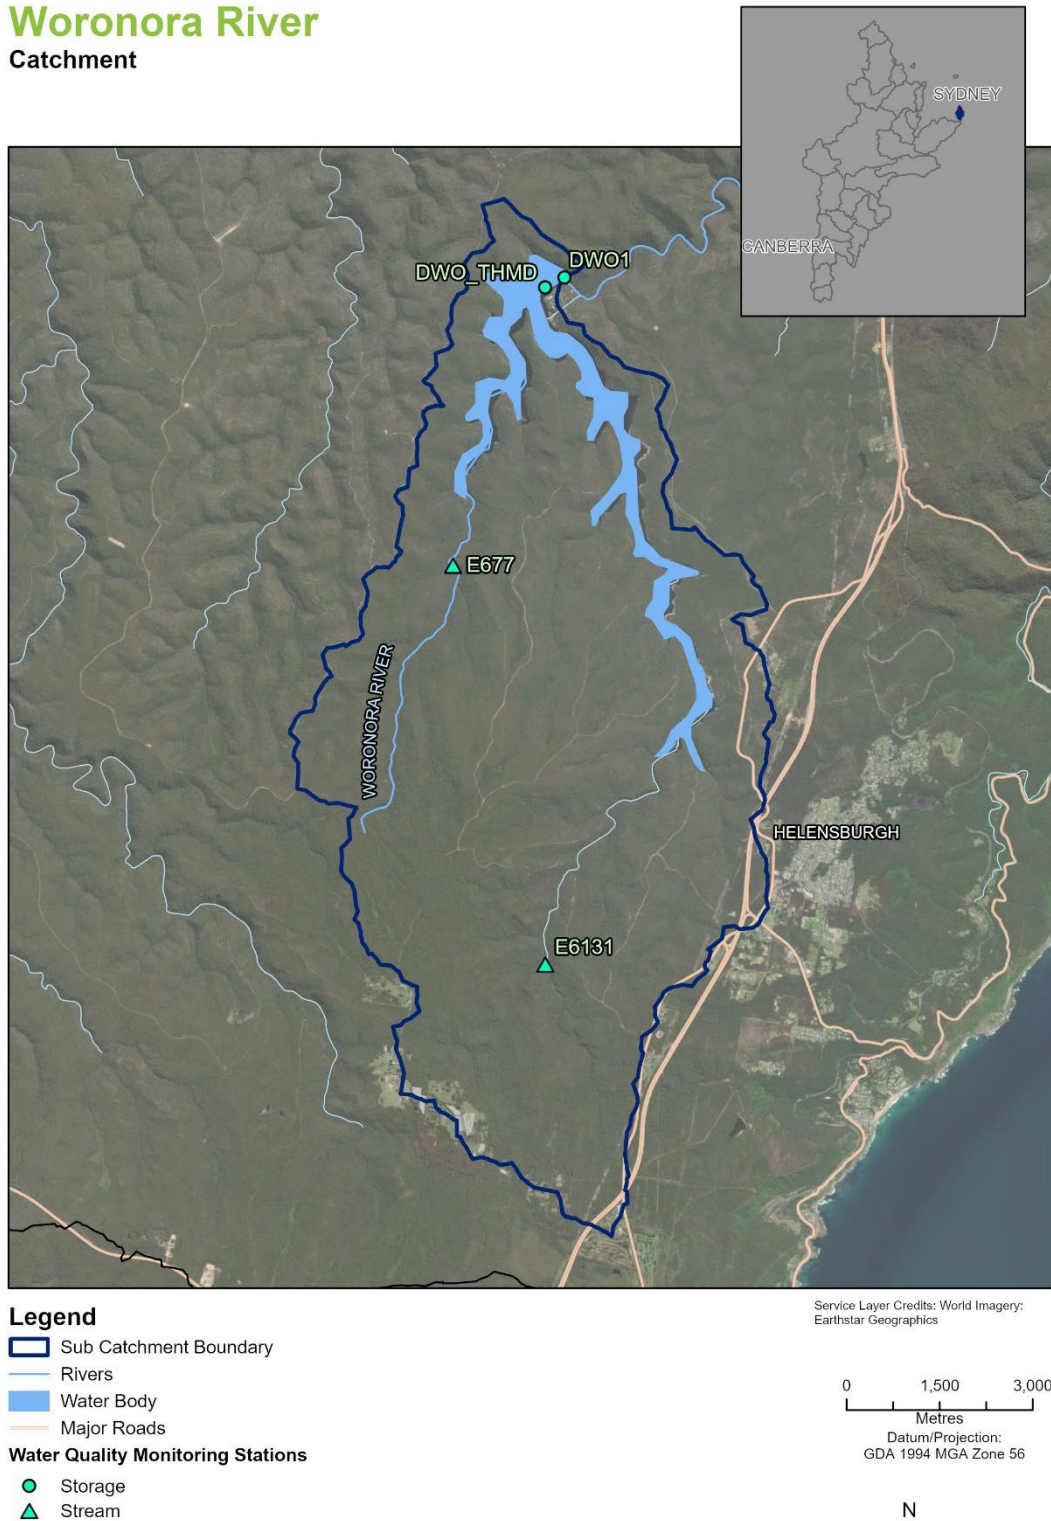 Woronora River
Catchment
SYDNEY
CANBERRA
DWO_THMD
DWO1
E677
WORONORA RIVER
HELENSBURGH
E6131
Legend
Sub Catchment Boundary
Rivers
Water Body
Major Roads
Water Quality Monitoring Stations
Storage
Stream
Service Layer Credits: World Imagery:
Earthstar Geographics
0 1,500 3,000
Metres
Datum/Projection:
GDA 1994 MGA Zone 56
N